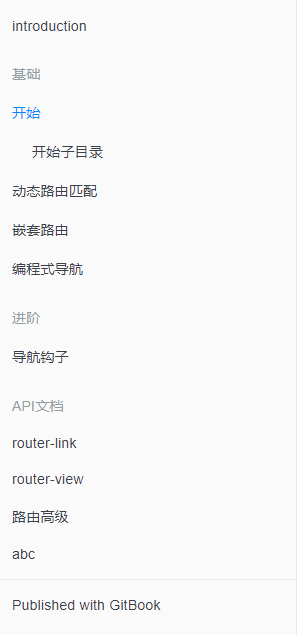 introduction
基础
开始
开始子目录
动态路由匹配
嵌套路由
编程式导航
进阶
导航钩子
API文档
router-link
router-view
路由高级
abc
Published with GitBook